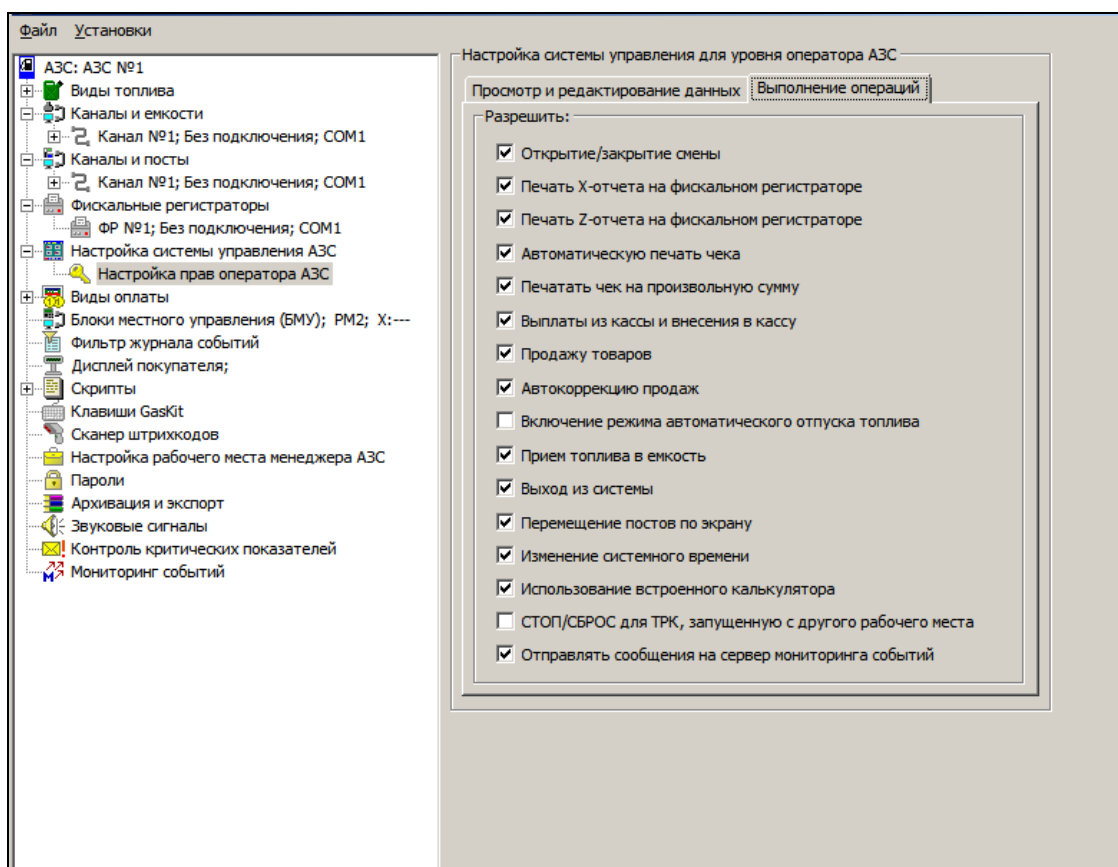 Файл Установки
АЗС: АЗС №1
Виды топлива
Каналы и емкости
Канал №1; Без подключения; COM1
Каналы и посты
Канал №1; Без подключения; COM1
Фискальные регистраторы
ФР №1; Без подключения; COM1
Настройка системы управления АЗС
Настройка прав оператора АЗС
Виды оплаты
Блоки местного управления (БМУ); РМ2; X:---
Фильтр журнала событий
Дисплей покупателя;
Скрипты
Клавиши GasKit
Сканер штрихкодов
Настройка рабочего места менеджера АЗС
Пароли
Архивация и экспорт
Звуковые сигналы
Контроль критических показателей
Мониторинг событий
Настройка системы управления для уровня оператора АЗС
Просмотр и редактирование данных Выполнение операций
Разрешить:
Открытие/закрытие смены
Печать X-отчета на фискальном регистраторе
Печать Z-отчета на фискальном регистраторе
Автоматическую печать чека
Печатать чек на произвольную сумму
Выплаты из кассы и внесения в кассу
Продажу товаров
Автокоррекцию продаж
Включение режима автоматического отпуска топлива
Прием топлива в емкость
Выход из системы
Перемещение постов по экрану
Изменение системного времени
Использование встроенного калькулятора
СТОП/СБРОС для ТРК, запущенную с другого рабочего места
Отправлять сообщения на сервер мониторинга событий